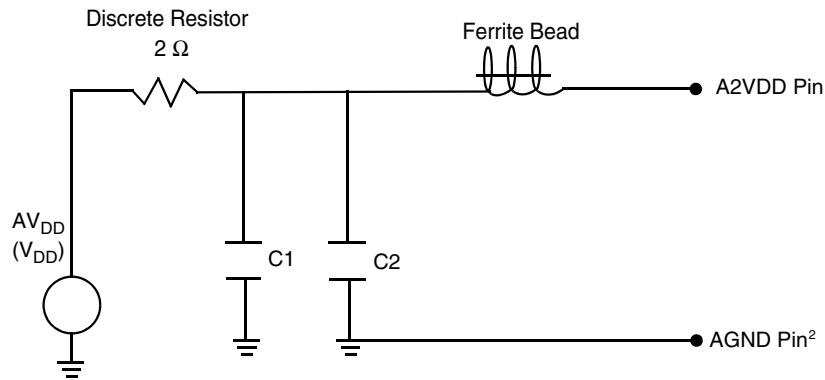 Discrete Resistor
2 Ω
Ferrite Bead
A2VDD Pin
AVDD
(VDD)
C1
C2
AGND Pin2